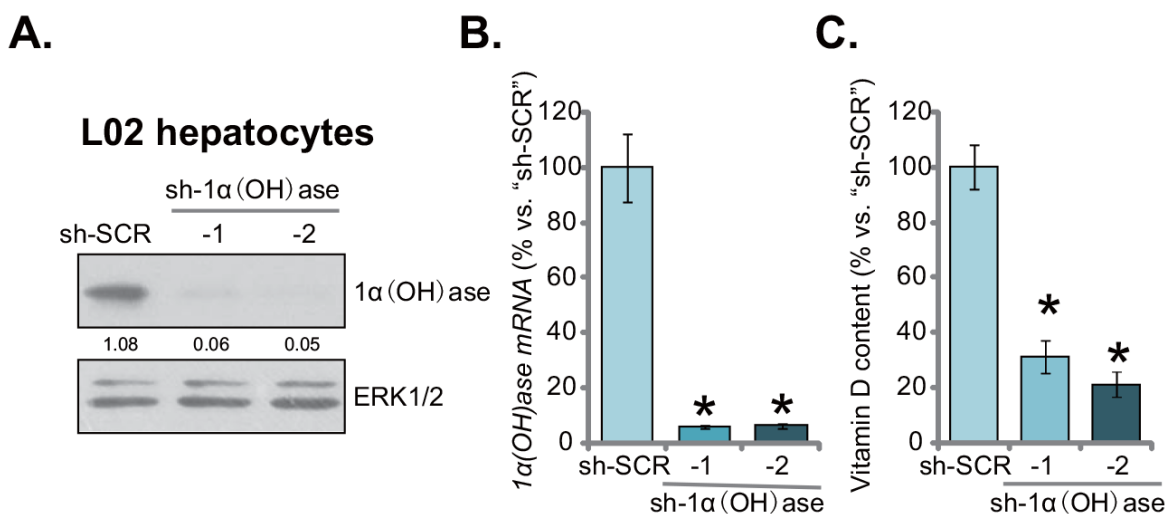 A.
L02 hepatocytes
sh-1α(OH)ase
sh-SCR -1 -2
1α(OH)ase
1.08 0.06 0.05
ERK1/2
B.
1α(OH)ase mRNA (% vs. “sh-SCR”)
120
100
80
60
40
20
0
* *
sh-SCR -1 -2
sh-1α(OH)ase
C.
Vitamin D content (% vs. “sh-SCR”)
120
100
80
60
40
20
0
* *
sh-SCR -1 -2
sh-1α(OH)ase